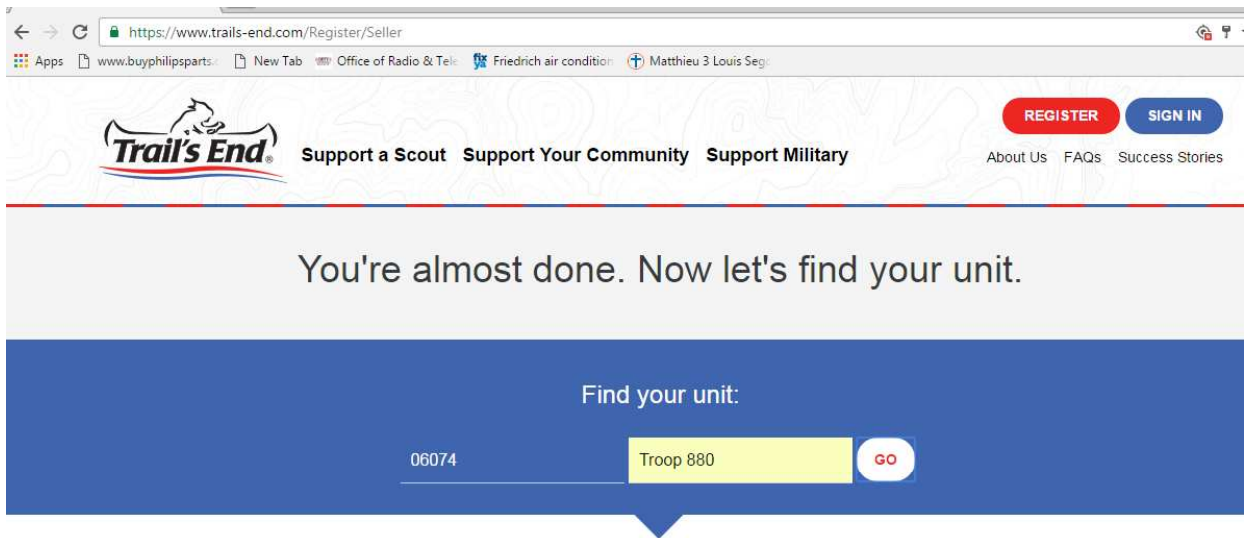 https://www.trails-end.com/Register/Seller
Apps www.buyphilipsparts. New Tab Office of Radio & Tele Friedrich air condition Matthieu 3 Louis Sego
REGISTER SIGN IN
Trail's End® Support a Scout Support Your Community Support Military
About Us FAQs Success Stories
You're almost done. Now let's find your unit.
Find your unit:
06074 Troop 880 GO